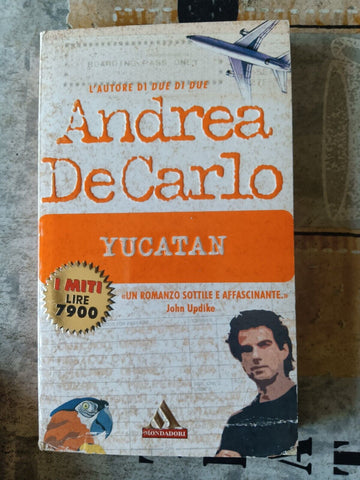 BOARDING PASS ONLY
L'AUTORE DI DUE DI DUE
Andrea
De Carlo
YUCATAN
I MITI
LIRE
7900
«UN ROMANZO SOTTILE E AFFASCINANTE.»
John Updike
MONDADORI